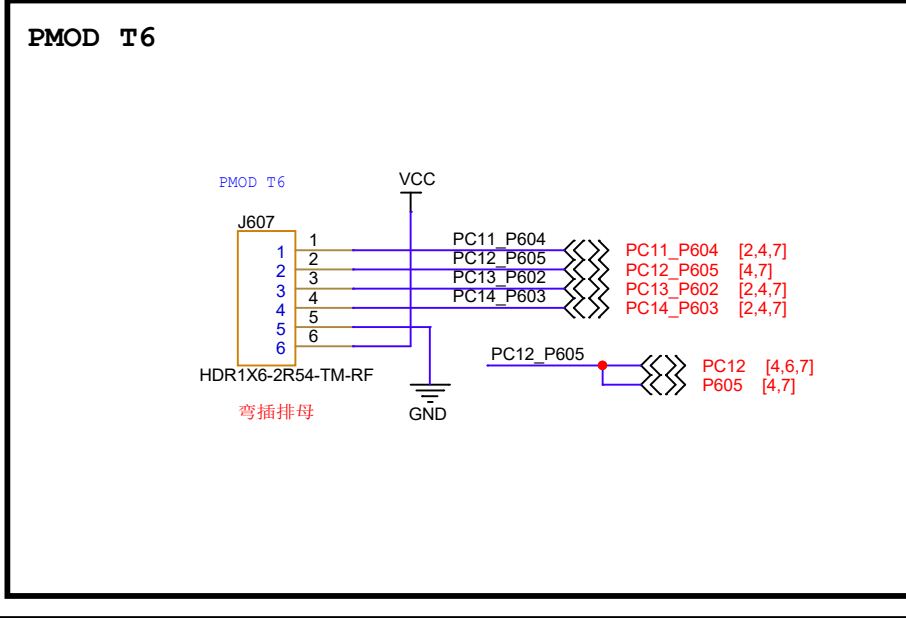 PMOD T6
PMOD T6
VCC
J607
1 1 PC11_P604 PC11_P604 [2,4,7]
2 2 PC12_P605 PC12_P605 [4,7]
3 3 PC13_P602 PC13_P602 [2,4,7]
4 4 PC14_P603 PC14_P603 [2,4,7]
5 5
6 6
PC12_P605 PC12 [4,6,7]
P605 [4,7]
HDR1X6-2R54-TM-RF
弯插排母
GND